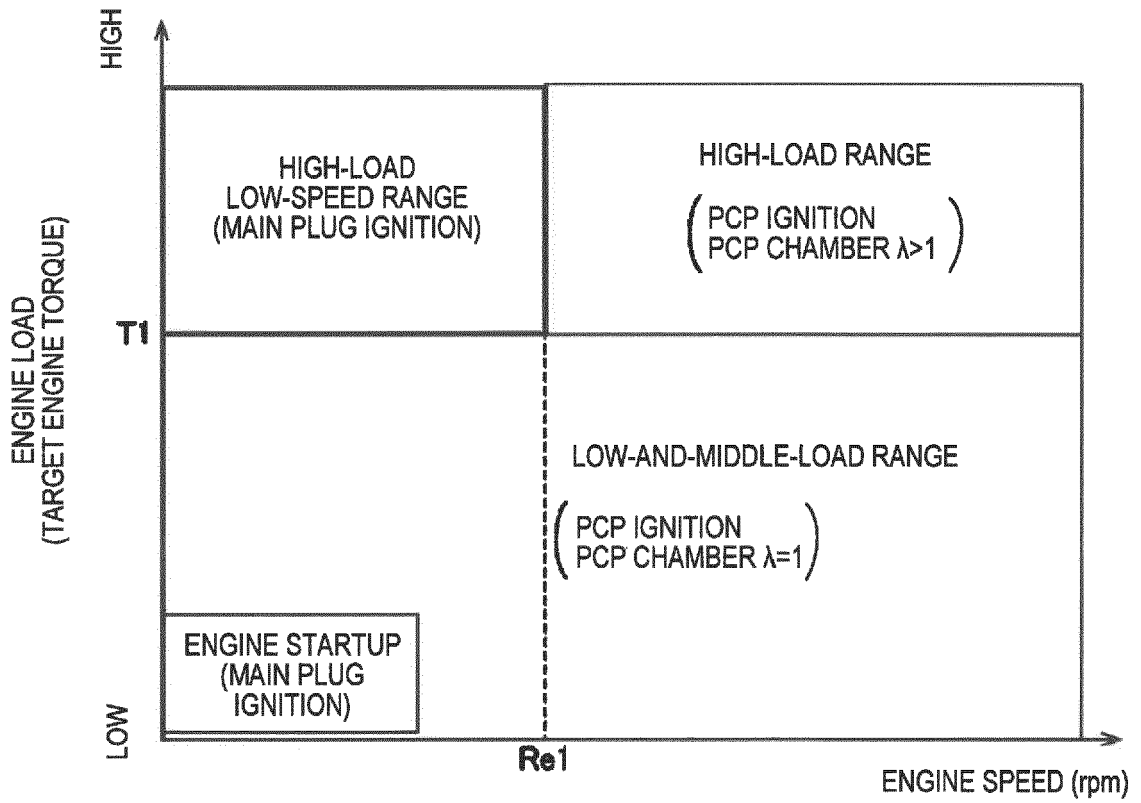 HIGH
HIGH-LOAD
LOW-SPEED RANGE
(MAIN PLUG IGNITION)
HIGH-LOAD RANGE
PCP IGNITION
PCP CHAMBER λ>1
ENGINE LOAD
(TARGET ENGINE TORQUE)
T1
LOW-AND-MIDDLE-LOAD RANGE
PCP IGNITION
PCP CHAMBER λ=1
ENGINE STARTUP
(MAIN PLUG
IGNITION)
LOW
Re1
ENGINE SPEED (rpm)